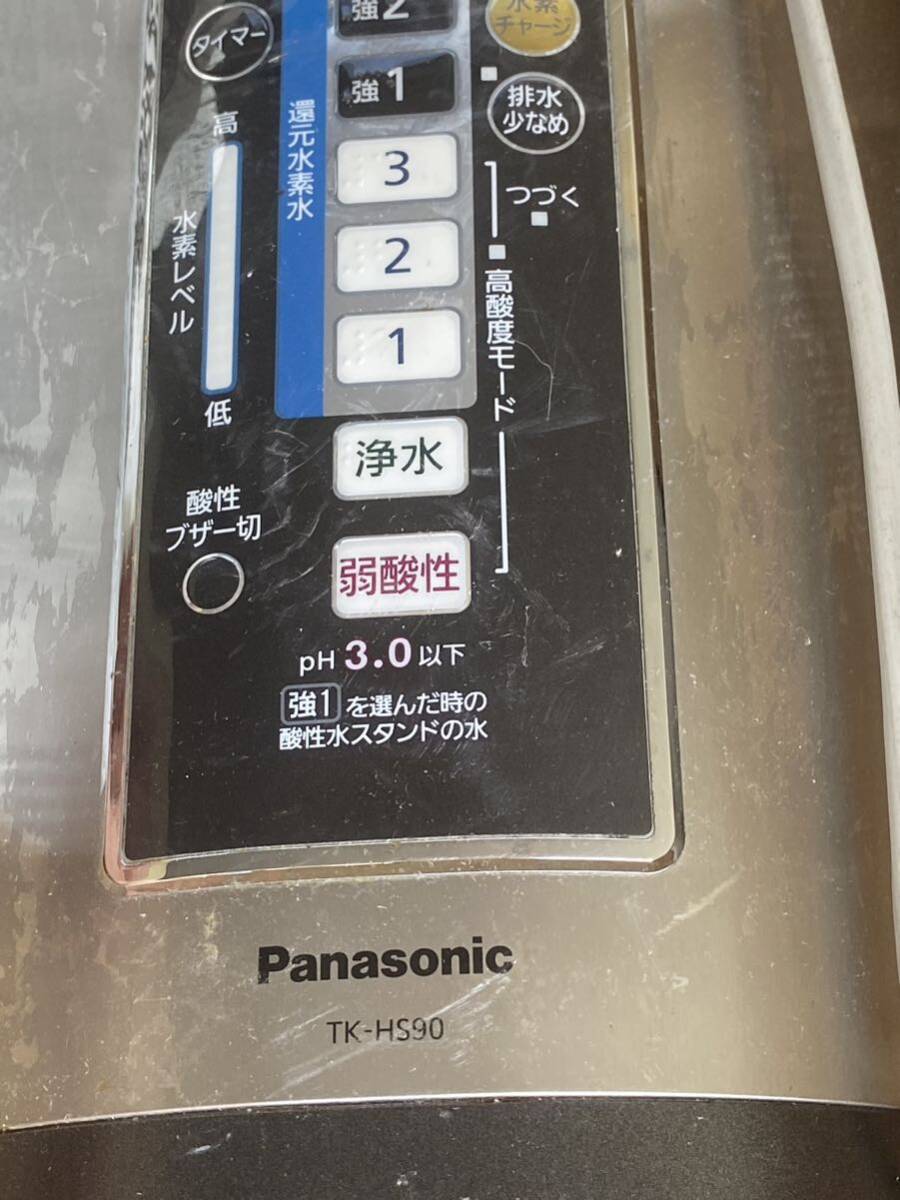 タイマー
強2
水素
チャージ
強1
排水
少なめ
還元水素水
高
水素レベル
低
3
2
1
つづく
高酸度モード
浄水
酸性
ブザー切
弱酸性
pH 3.0 以下
強1 を選んだ時の
酸性水スタンドの水
Panasonic
TK-HS90